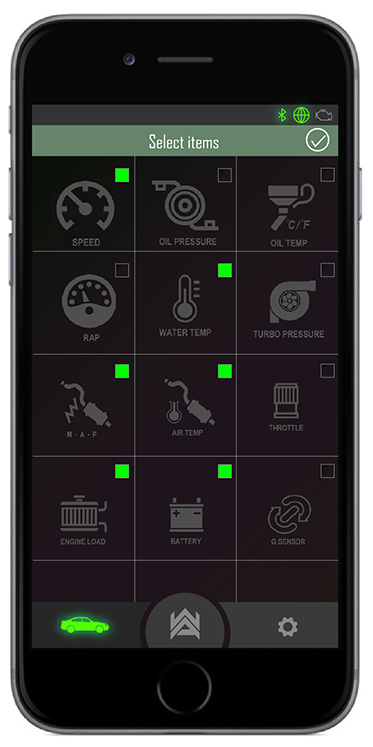 Select items
SPEED
OIL PRESSURE
C/°F
OIL TEMP
RAP
WATER TEMP
TURBO PRESSURE
M · A · P
AIR TEMP
THROTTLE
ENGINE LOAD
BATTERY
G SENSOR